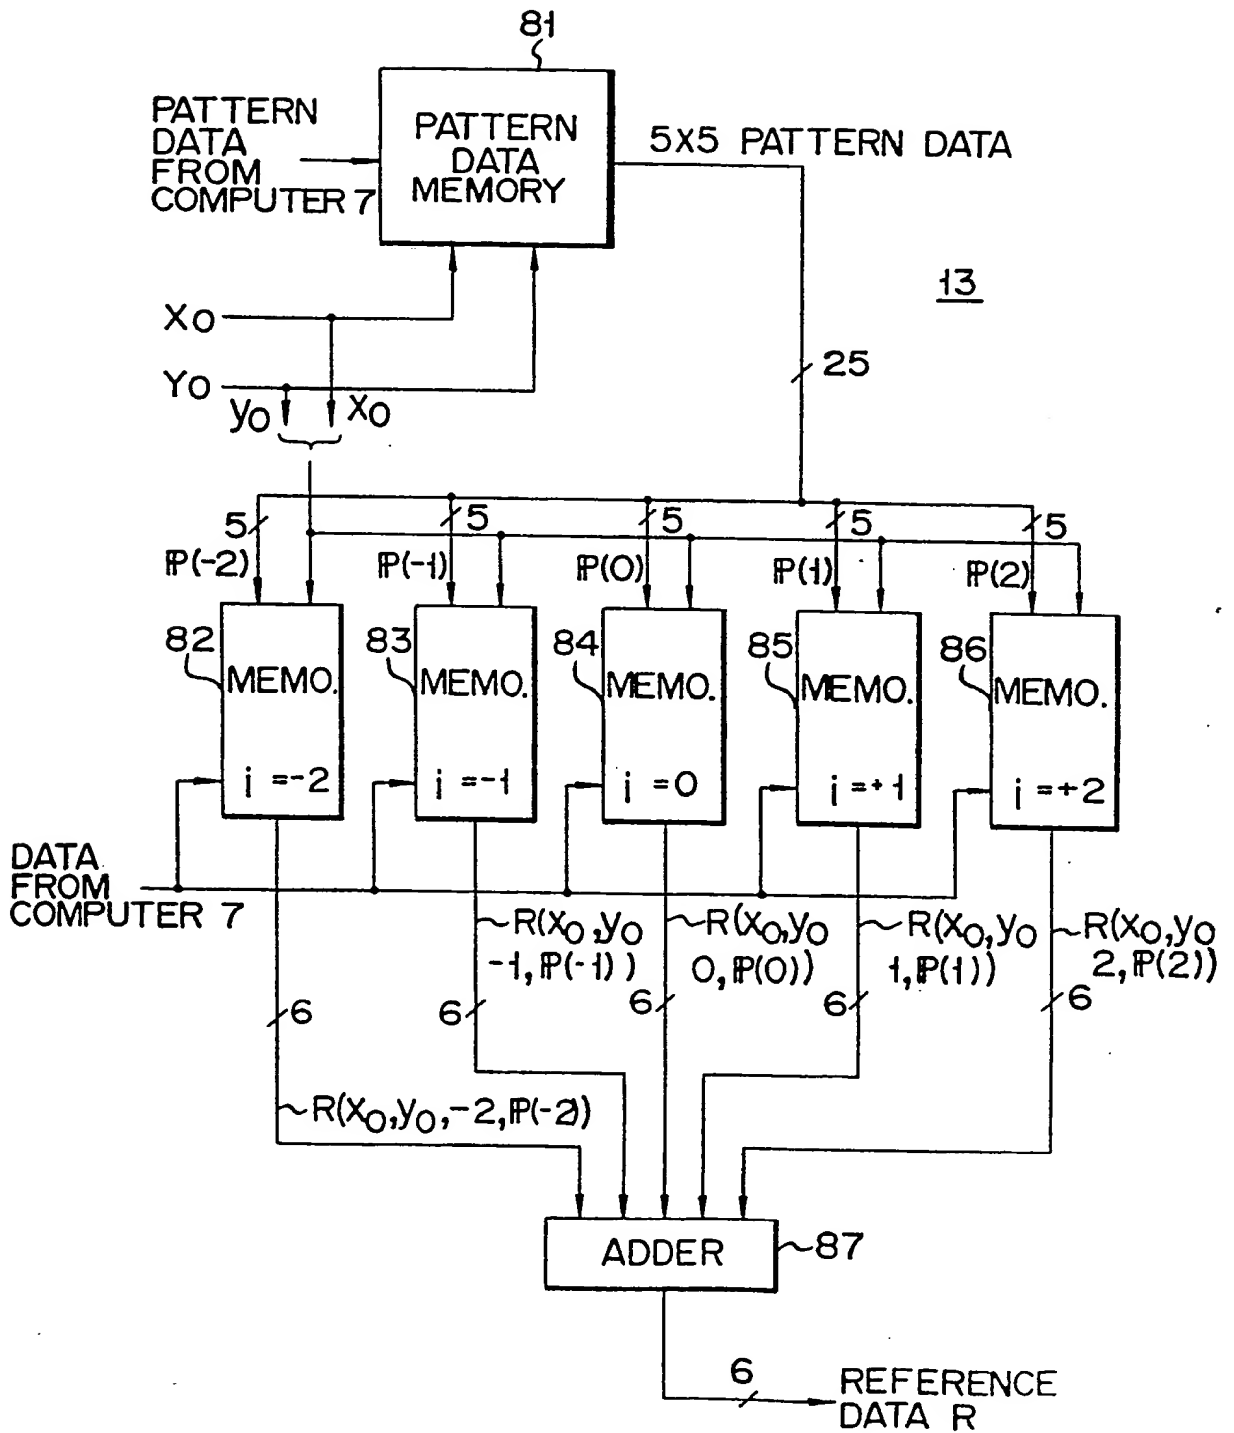 81
PATTERN
DATA
FROM
COMPUTER 7
PATTERN
DATA
MEMORY
5X5 PATTERN DATA
13
X0
25
Y0
y0
x0
5
5
5
5
5
ℙ(-2)
ℙ(-1)
ℙ(0)
ℙ(1)
ℙ(2)
82
83
84
85
86
MEMO.
MEMO.
MEMO.
MEMO.
MEMO.
i =-2
i =-1
i =0
i =+1
i =+2
DATA
FROM
COMPUTER 7
R(x0,y0
-1,ℙ(-1))
R(x0,y0
0,ℙ(0))
R(x0,y0
1,ℙ(1))
R(x0,y0
2,ℙ(2))
6
6
6
6
6
R(x0,y0,-2,ℙ(-2))
ADDER
87
6
REFERENCE
DATA R